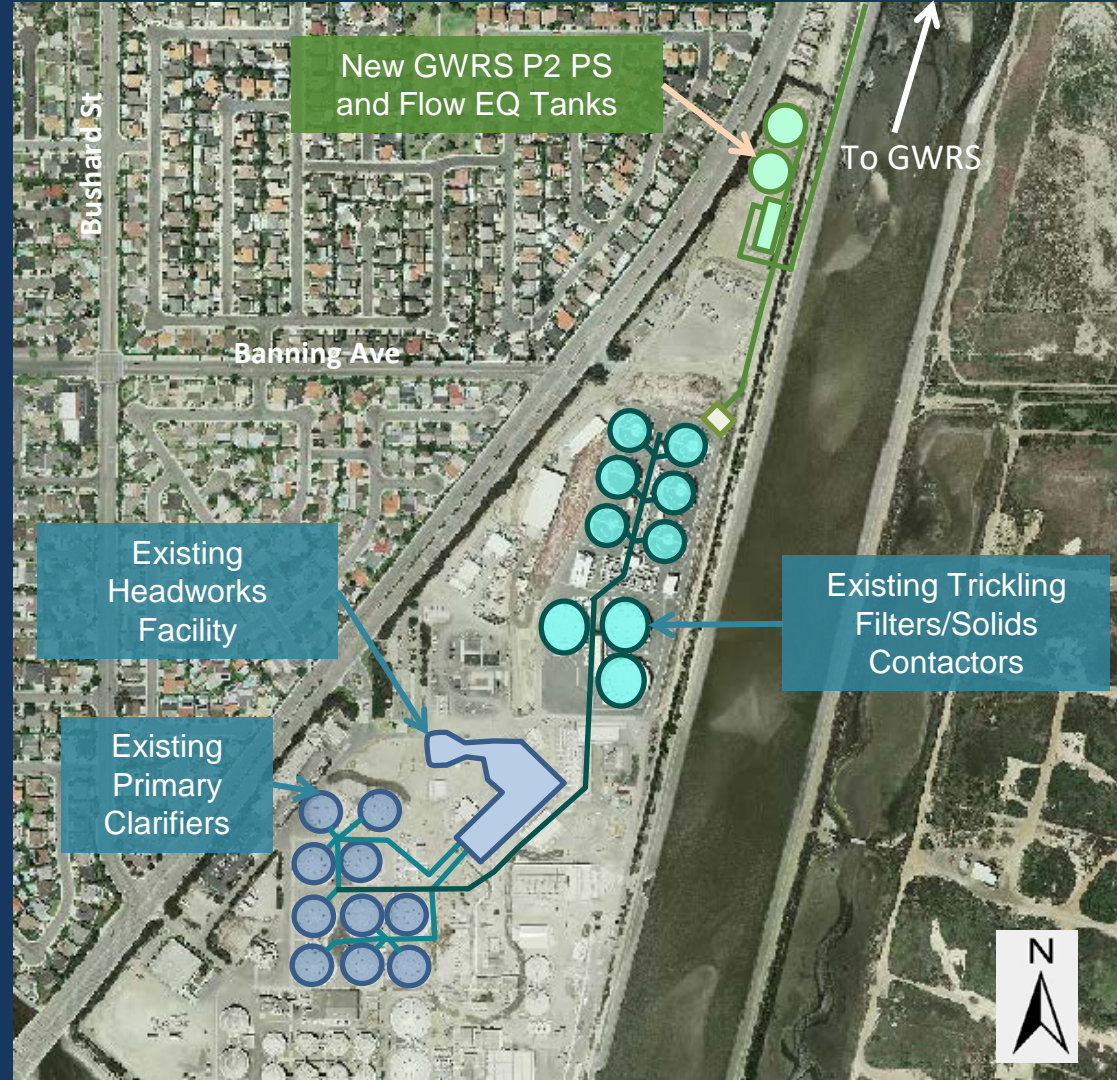 New GWRS P2 PS
and Flow EQ Tanks
To GWRS
Bushard St
Banning Ave
Existing
Headworks
Facility
Existing Trickling
Filters/Solids
Contactors
Existing
Primary
Clarifiers
N